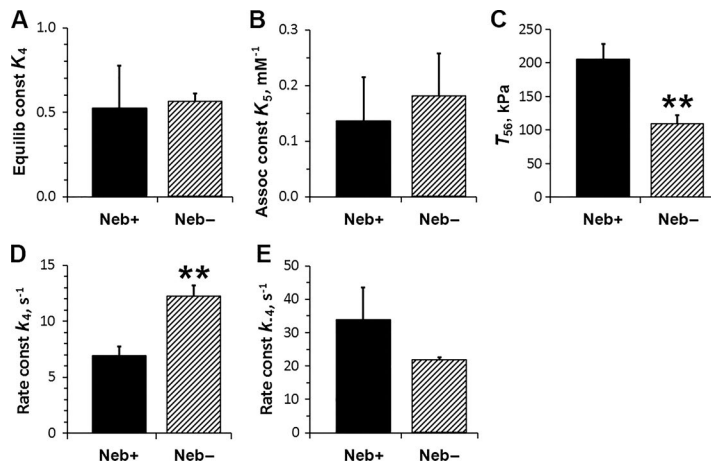 A
Equilib const K4
1.0
0.5
0.0
Neb+ Neb–
B
Assoc const K5, mM-1
0.3
0.2
0.1
0.0
Neb+ Neb–
C
T56, kPa
250
200
150
100
50
0
**
Neb+ Neb–
D
Rate const k4, s-1
15
10
5
0
**
Neb+ Neb–
E
Rate const k-4, s-1
50
40
30
20
10
0
Neb+ Neb–